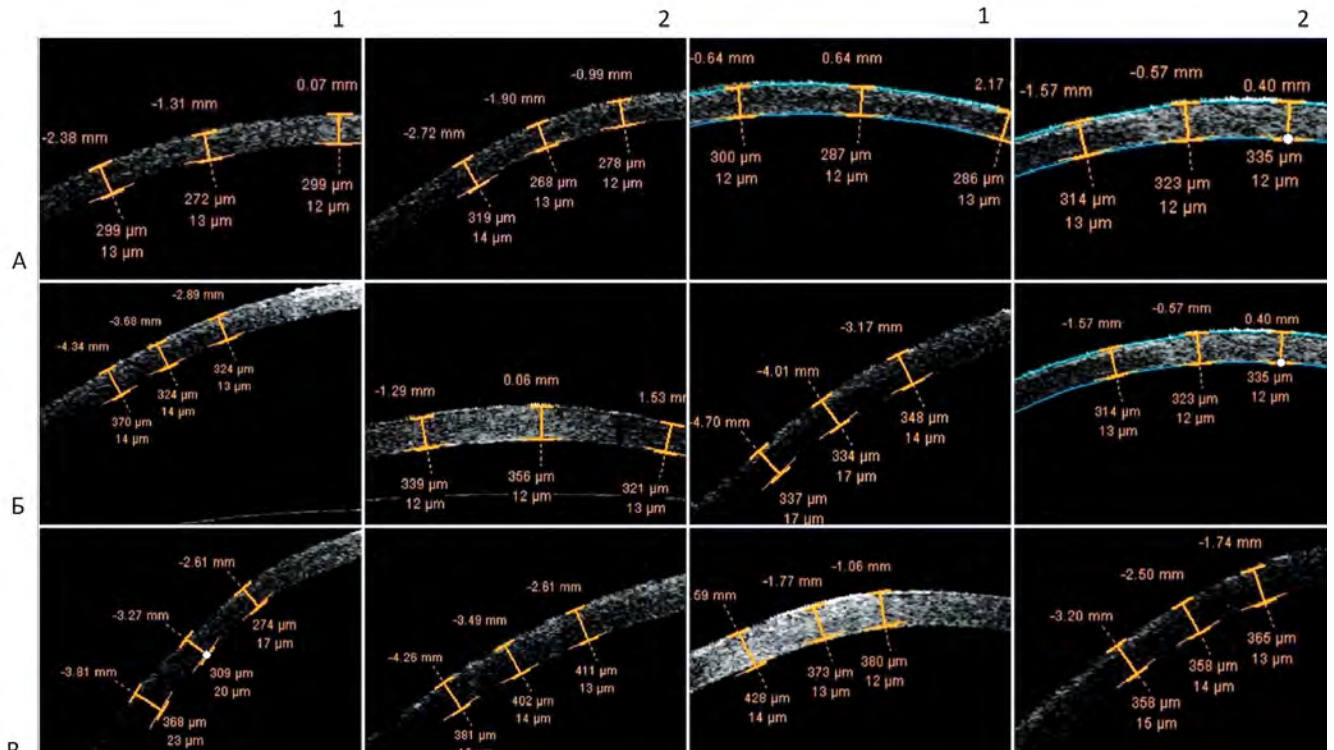 1 2 1 2
-2.38 mm
-1.31 mm
0.07 mm
299 µm
13 µm
272 µm
13 µm
299 µm
12 µm
-2.72 mm
-1.90 mm
-0.99 mm
319 µm
14 µm
268 µm
13 µm
278 µm
12 µm
-0.64 mm
0.64 mm
2.17
300 µm
12 µm
287 µm
12 µm
286 µm
13 µm
-1.57 mm
-0.57 mm
0.40 mm
314 µm
13 µm
323 µm
12 µm
335 µm
12 µm
А
-4.34 mm
-3.68 mm
-2.89 mm
370 µm
14 µm
324 µm
14 µm
324 µm
13 µm
-1.29 mm
0.06 mm
1.53 mm
339 µm
12 µm
356 µm
12 µm
321 µm
13 µm
-4.70 mm
-4.01 mm
-3.17 mm
337 µm
17 µm
334 µm
17 µm
348 µm
14 µm
-1.57 mm
-0.57 mm
0.40 mm
314 µm
13 µm
323 µm
12 µm
335 µm
12 µm
Б
-3.81 mm
-3.27 mm
-2.61 mm
368 µm
23 µm
309 µm
20 µm
274 µm
17 µm
-4.26 mm
-3.49 mm
-2.61 mm
381 µm
402 µm
14 µm
411 µm
13 µm
59 mm
-1.77 mm
-1.06 mm
428 µm
14 µm
373 µm
13 µm
380 µm
12 µm
-3.20 mm
-2.50 mm
-1.74 mm
358 µm
15 µm
358 µm
14 µm
365 µm
13 µm
В